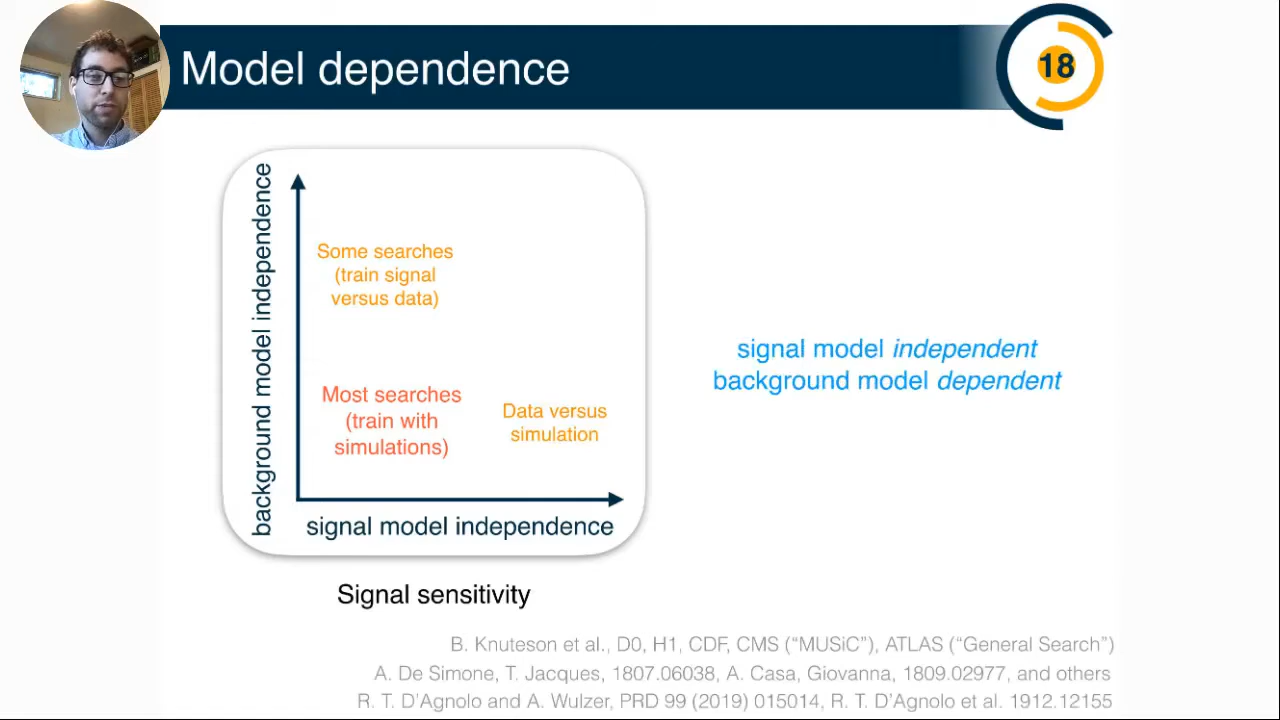 Model dependence
18
background model independence
Some searches
(train signal
versus data)
Most searches
(train with
simulations)
Data versus
simulation
signal model independence
Signal sensitivity
signal model independent
background model dependent
B. Knuteson et al., D0, H1, CDF, CMS (“MUSiC”), ATLAS (“General Search”)
A. De Simone, T. Jacques, 1807.06038, A. Casa, Giovanna, 1809.02977, and others
R. T. D’Agnolo and A. Wulzer, PRD 99 (2019) 015014, R. T. D’Agnolo et al. 1912.12155